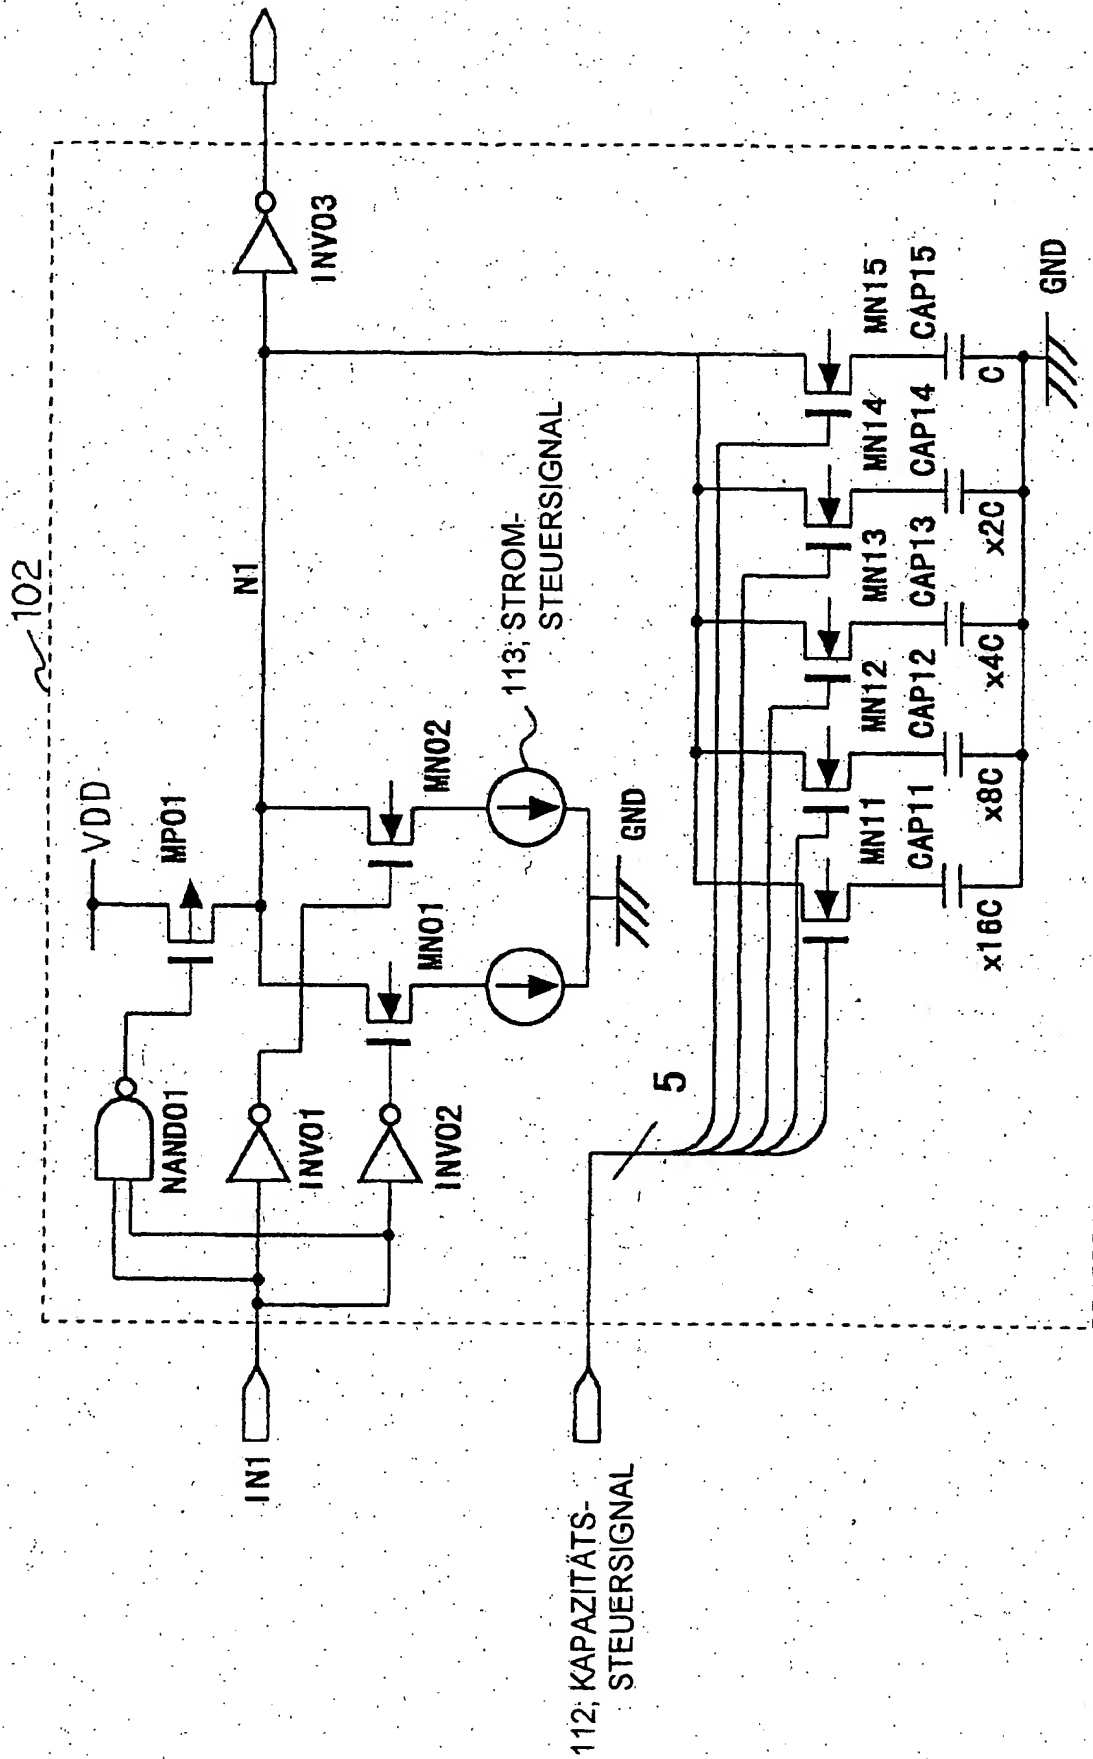 102
VDD
MP01
NAND01
N1
INV03
IN1
INV01
INV02
MN01
MN02
113; STROM-
STEUERSIGNAL
GND
112; KAPAZITÄTS-
STEUERSIGNAL
5
MN11
MN12
MN13
MN14
MN15
CAP11
CAP12
CAP13
CAP14
CAP15
x16C
x8C
x4C
x2C
C
GND